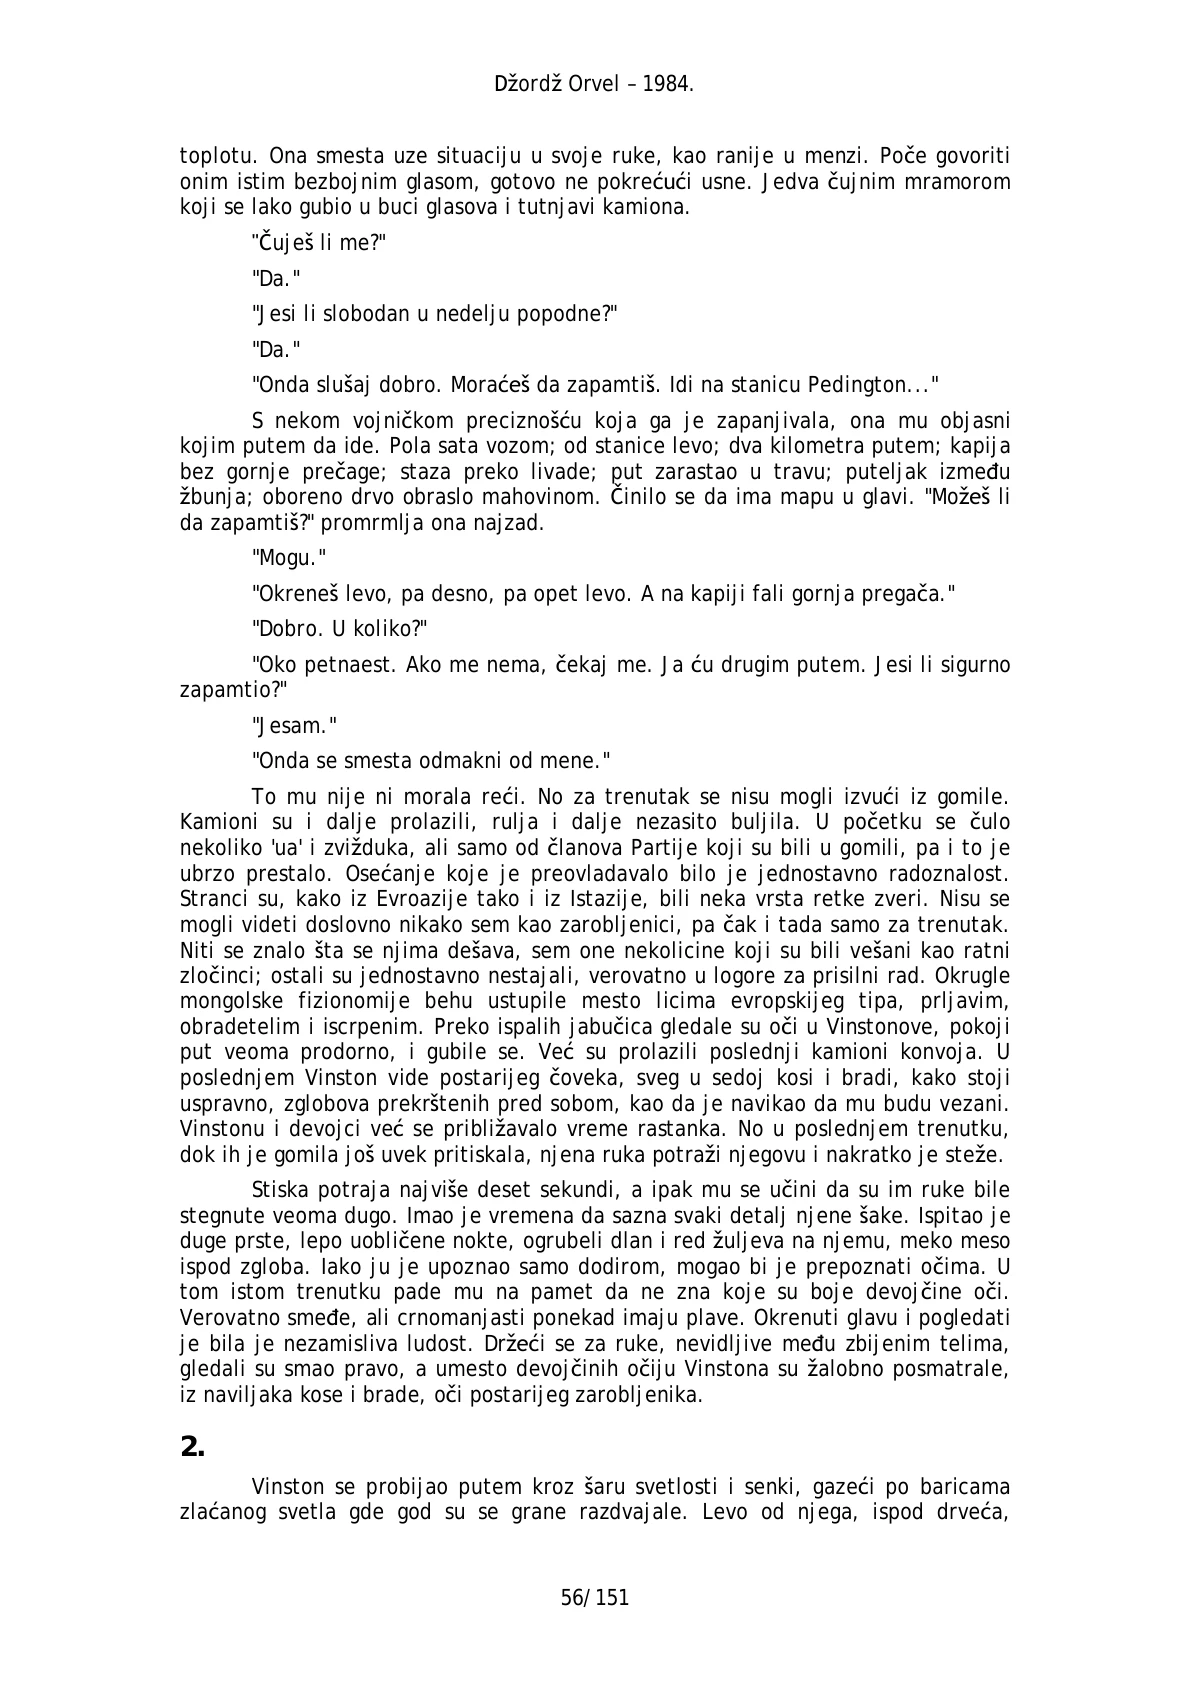 Džordž Orvel – 1984.
toplotu. Ona smesta uze situaciju u svoje ruke, kao ranije u menzi. Poče govoriti
onim istim bezbojnim glasom, gotovo ne pokrećući usne. Jedva čujnim mramorom
koji se lako gubio u buci glasova i tutnjavi kamiona.
"Čuješ li me?"
"Da."
"Jesi li slobodan u nedelju popodne?"
"Da."
"Onda slušaj dobro. Moraćeš da zapamtiš. Idi na stanicu Pedington..."
S nekom vojničkom preciznošću koja ga je zapanjivala, ona mu objasni
kojim putem da ide. Pola sata vozom; od stanice levo; dva kilometra putem; kapija
bez gornje prečage; staza preko livade; put zarastao u travu; puteljak između
žbunja; oboreno drvo obraslo mahovinom. Činilo se da ima mapu u glavi. "Možeš li
da zapamtiš?" promrmlja ona najzad.
"Mogu."
"Okreneš levo, pa desno, pa opet levo. A na kapiji fali gornja pregača."
"Dobro. U koliko?"
"Oko petnaest. Ako me nema, čekaj me. Ja ću drugim putem. Jesi li sigurno
zapamtio?"
"Jesam."
"Onda se smesta odmakni od mene."
To mu nije ni morala reći. No za trenutak se nisu mogli izvući iz gomile.
Kamioni su i dalje prolazili, rulja i dalje nezasito buljila. U početku se čulo
nekoliko 'ua' i zvižduka, ali samo od članova Partije koji su bili u gomili, pa i to je
ubrzo prestalo. Osećanje koje je preovladavalo bilo je jednostavno radoznalost.
Stranci su, kako iz Evroazije tako i iz Istazije, bili neka vrsta retke zveri. Nisu se
mogli videti doslovno nikako sem kao zarobljenici, pa čak i tada samo za trenutak.
Niti se znalo šta se njima dešava, sem one nekolicine koji su bili vešani kao ratni
zločinci; ostali su jednostavno nestajali, verovatno u logore za prisilni rad. Okrugle
mongolske fizionomije behu ustupile mesto licima evropskijeg tipa, prljavim,
obradetelim i iscrpenim. Preko ispalih jabučica gledale su oči u Vinstonove, pokoji
put veoma prodorno, i gubile se. Već su prolazili poslednji kamioni konvoja. U
poslednjem Vinston vide postarijeg čoveka, sveg u sedoj kosi i bradi, kako stoji
uspravno, zglobova prekrštenih pred sobom, kao da je navikao da mu budu vezani.
Vinstonu i devojci već se približavalo vreme rastanka. No u poslednjem trenutku,
dok ih je gomila još uvek pritiskala, njena ruka potraži njegovu i nakratko je steže.
Stiska potraja najviše deset sekundi, a ipak mu se učini da su im ruke bile
stegnute veoma dugo. Imao je vremena da sazna svaki detalj njene šake. Ispitao je
duge prste, lepo uobličene nokte, ogrubeli dlan i red žuljeva na njemu, meko meso
ispod zgloba. Iako ju je upoznao samo dodirom, mogao bi je prepoznati očima. U
tom istom trenutku pade mu na pamet da ne zna koje su boje devojčine oči.
Verovatno smeđe, ali crnomanjasti ponekad imaju plave. Okrenuti glavu i pogledati
je bila je nezamisliva ludost. Držeći se za ruke, nevidljive među zbijenim telima,
gledali su smao pravo, a umesto devojčinih očiju Vinstona su žalobno posmatrale,
iz naviljaka kose i brade, oči postarijeg zarobljenika.
2.
Vinston se probijao putem kroz šaru svetlosti i senki, gazeći po baricama
zlaćanog svetla gde god su se grane razdvajale. Levo od njega, ispod drveća,
56/151